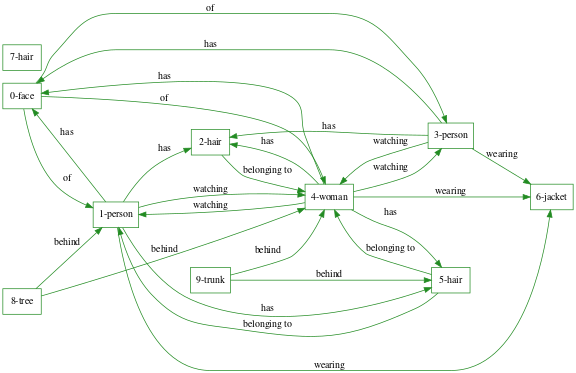 of
7-hair
has
0-face
has
of
3-person
has
has
2-hair
has
has
watching
wearing
of
belonging to
watching
1-person
watching
4-woman
wearing
6-jacket
watching
has
behind
behind
behind
belonging to
8-tree
9-trunk
behind
5-hair
has
belonging to
wearing